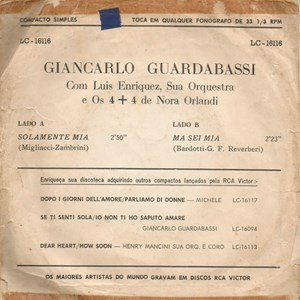 COMPACTO SIMPLES TOCA EM QUALQUER FONOGRAFO DE 33 1/3 RPM
LC-16116 LC-16116
GIANCARLO GUARDABASSI
Com Luis Enriquez, Sua Orquestra
e Os 4+4 de Nora Orlandi
LADO A LADO B
SOLAMENTE MIA 2'50" MA SEI MIA 2'23"
(Migliacci-Zambrini) (Bardotti-G. F. Reverberi)
Enriqueça sua discoteca adquirindo outros compactos lançados pela RCA Victor:-
DOPO I GIORNI DELL'AMORE/PARLIAMO DI DONNE — MICHELE LC-16117
SE TI SENTI SOLA/IO NON TI HO SAPUTO AMARE
GIANCARLO GUARDABASSI LC-16094
DEAR HEART/HOW SOON — HENRY MANCINI SUA ORQ. E CÔRO LC-16113
OS MAIORES ARTISTAS DO MUNDO GRAVAM EM DISCOS RCA VICTOR